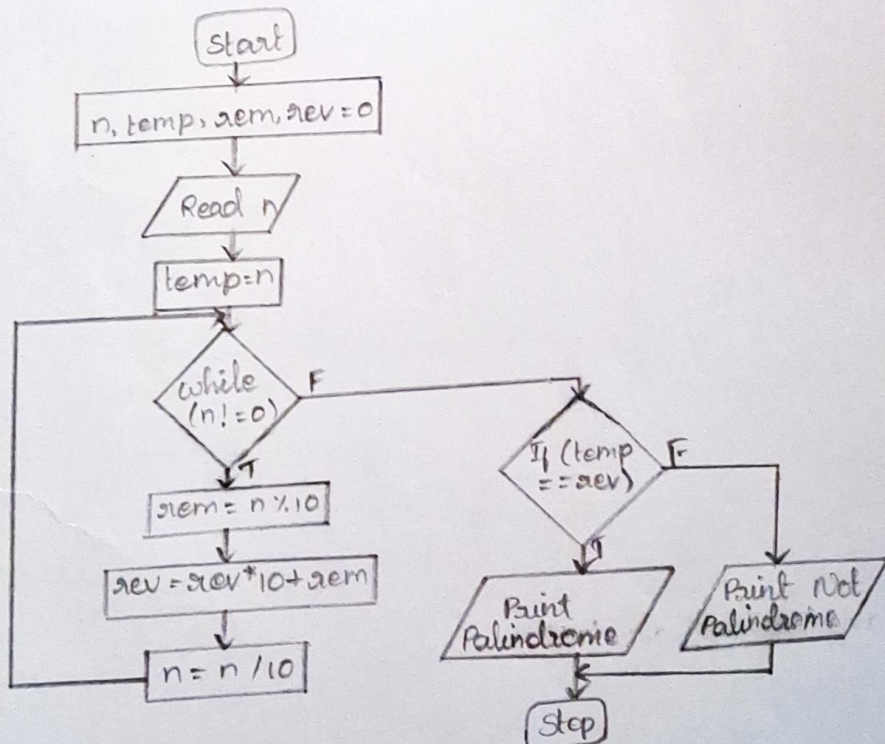 Start
n, temp, rem, rev=0
Read n
temp=n
while
(n!=0)
F
T
rem= n%10
rev=rev*10+rem
n= n /10
If (temp
==rev)
F
T
Print
Palindrome
Print Not
Palindrome
Stop